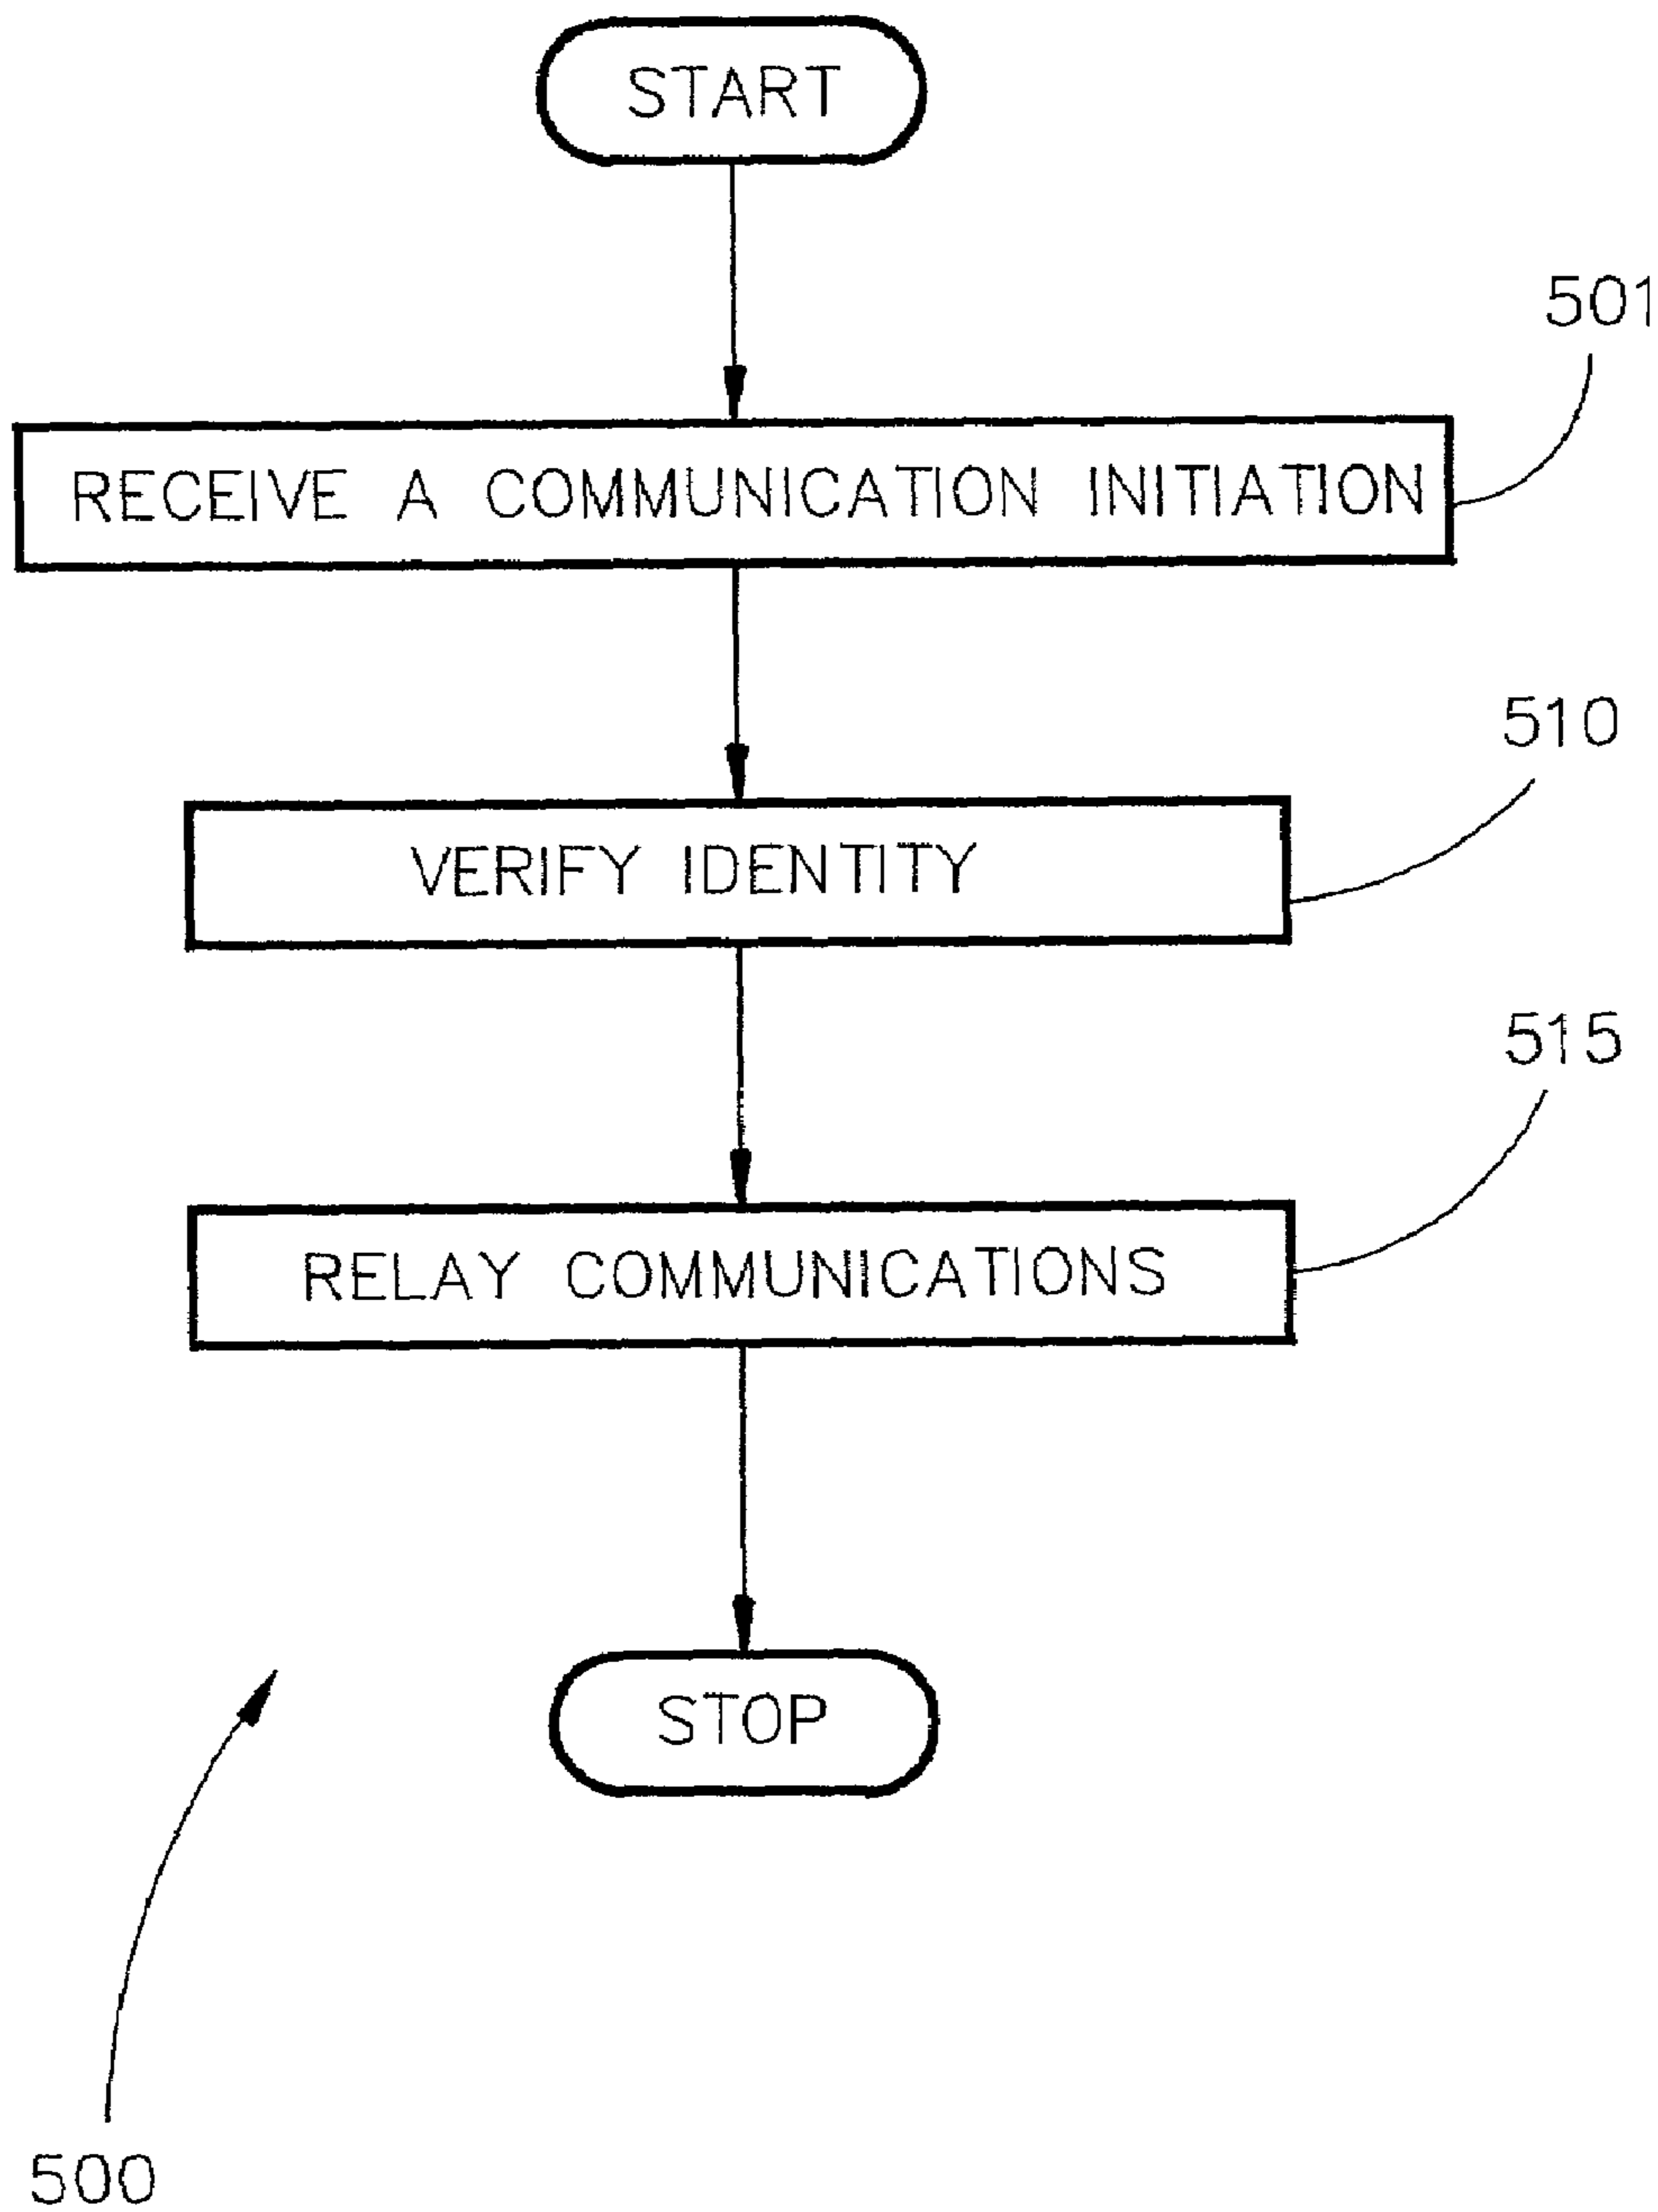 START
501
RECEIVE A COMMUNICATION INITIATION
510
VERIFY IDENTITY
515
RELAY COMMUNICATIONS
STOP
500